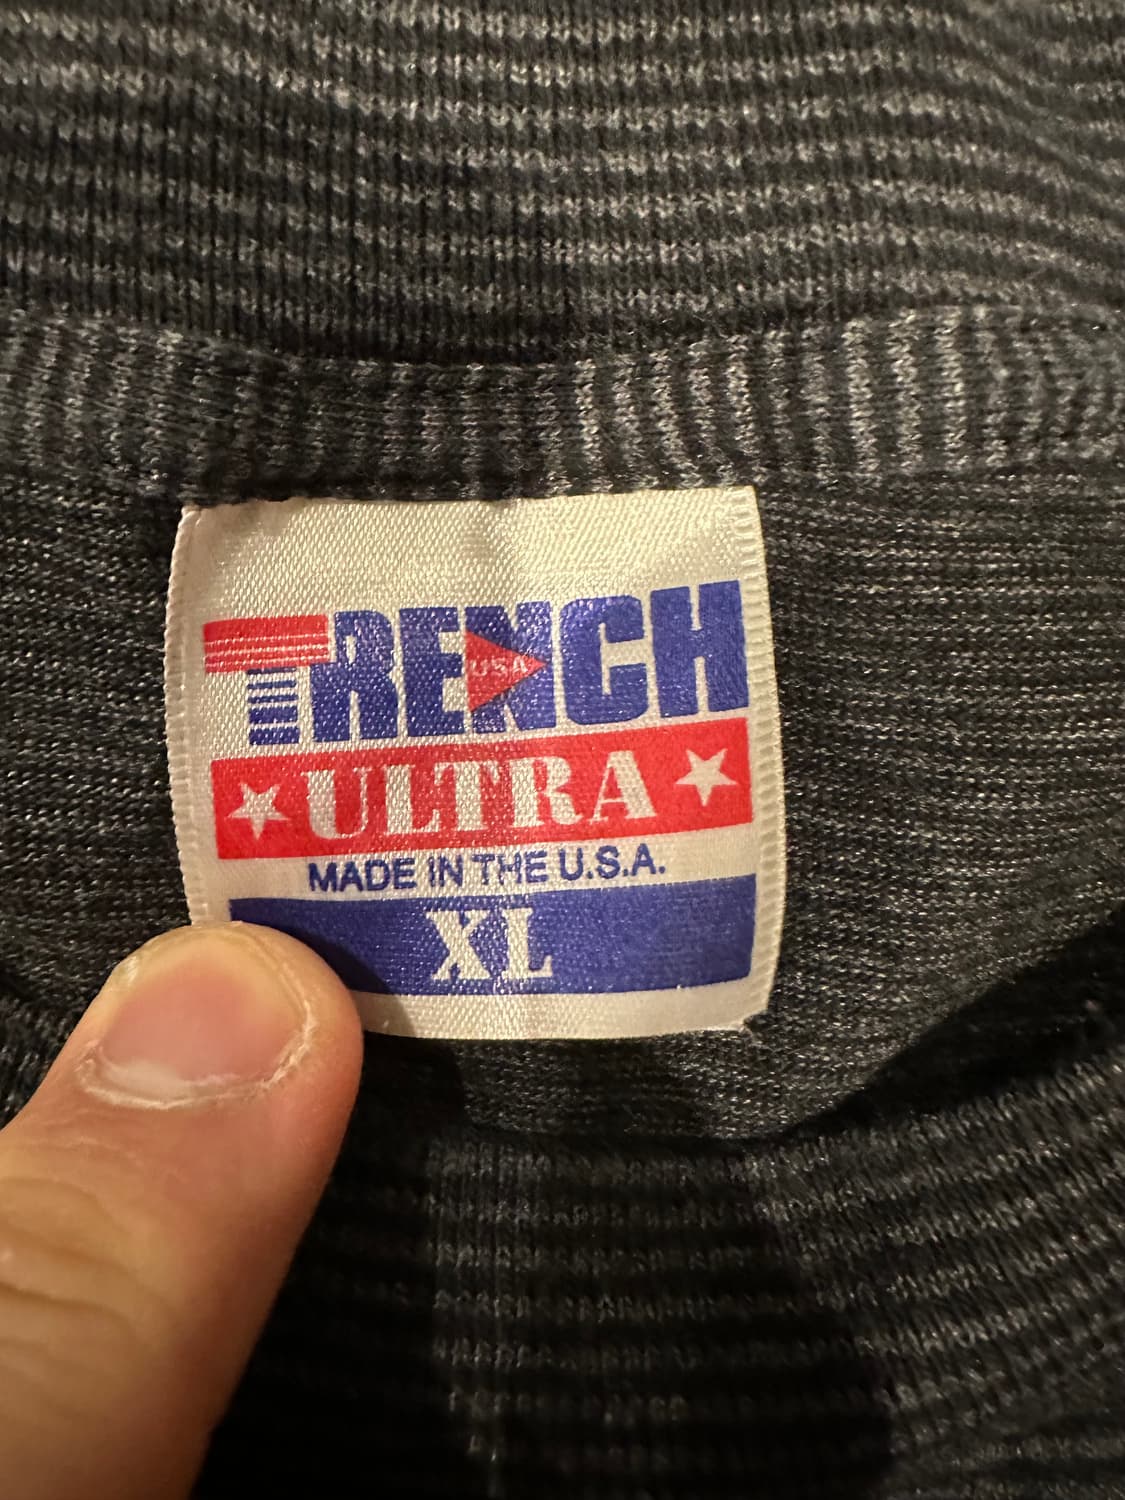 TRENCH
USA
ULTRA
MADE IN THE U.S.A.
XL